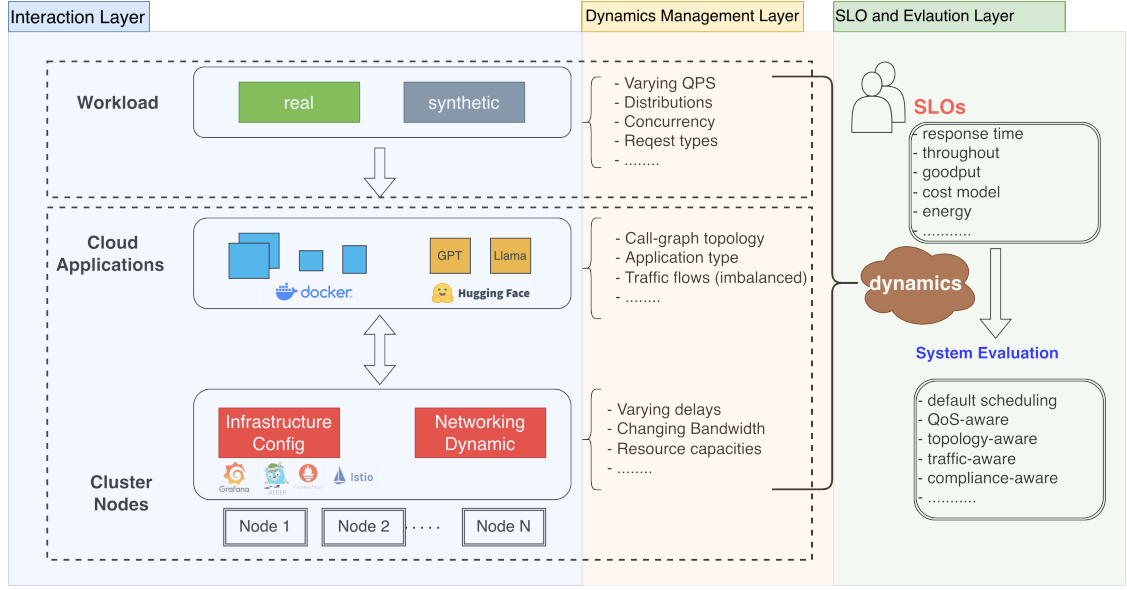 Interaction Layer
Dynamics Management Layer
SLO and Evlaution Layer
Workload
real
synthetic
- Varying QPS
- Distributions
- Concurrency
- Reqest types
- ........
SLOs
- response time
- throughout
- goodput
- cost model
- energy
- ...........
Cloud
Applications
GPT
Llama
docker
Hugging Face
- Call-graph topology
- Application type
- Traffic flows (imbalanced)
- ........
dynamics
System Evaluation
Infrastructure
Config
Networking
Dynamic
Grafana
JAEGER
Prometheus
Istio
- Varying delays
- Changing Bandwidth
- Resource capacities
- ........
- default scheduling
- QoS-aware
- topology-aware
- traffic-aware
- compliance-aware
- ...........
Cluster
Nodes
Node 1
Node 2
.....
Node N